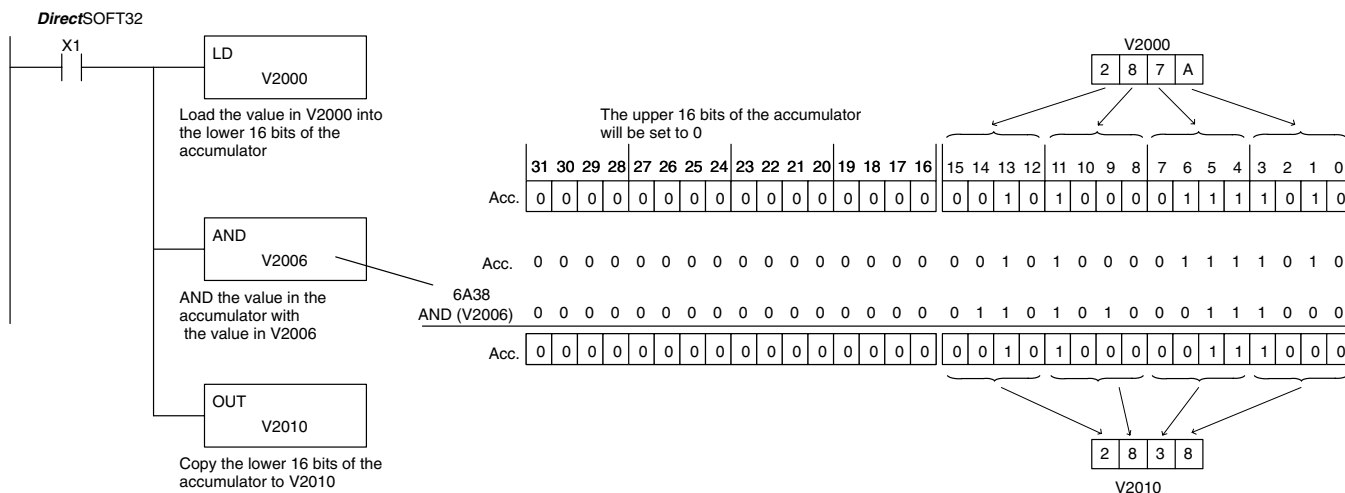 DirectSOFT32
X1
LD
V2000
Load the value in V2000 into
the lower 16 bits of the
accumulator
The upper 16 bits of the accumulator
will be set to 0
V2000
2 8 7 A
31 30 29 28 27 26 25 24 23 22 21 20 19 18 17 16 15 14 13 12 11 10 9 8 7 6 5 4 3 2 1 0
Acc. 0 0 0 0 0 0 0 0 0 0 0 0 0 0 0 0 0 0 1 0 1 0 0 0 0 1 1 1 1 0 1 0
AND
V2006
AND the value in the
accumulator with
the value in V2006
Acc. 0 0 0 0 0 0 0 0 0 0 0 0 0 0 0 0 0 0 1 0 1 0 0 0 0 1 1 1 1 0 1 0
6A38
AND (V2006) 0 0 0 0 0 0 0 0 0 0 0 0 0 0 0 0 0 1 1 0 1 0 1 0 0 0 1 1 1 0 0 0
Acc. 0 0 0 0 0 0 0 0 0 0 0 0 0 0 0 0 0 0 1 0 1 0 0 0 0 0 1 1 1 0 0 0
OUT
V2010
Copy the lower 16 bits of the
accumulator to V2010
2 8 3 8
V2010